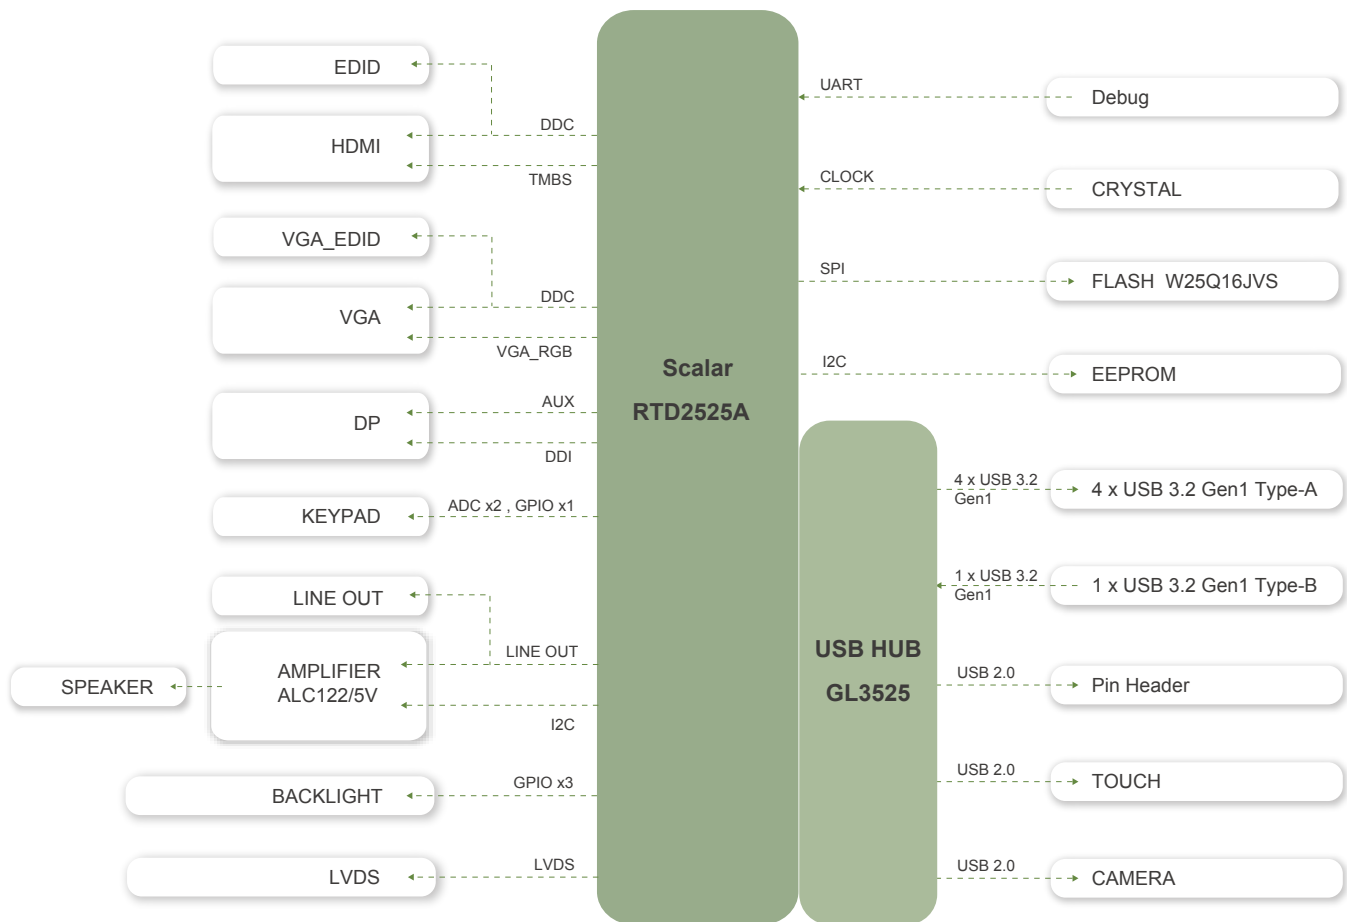 EDID
DDC
HDMI
TMBS
VGA_EDID
DDC
VGA
VGA_RGB
AUX
DP
DDI
KEYPAD
ADC x2 , GPIO x1
LINE OUT
LINE OUT
AMPLIFIER
ALC122/5V
SPEAKER
I2C
GPIO x3
BACKLIGHT
LVDS
LVDS
Scalar
RTD2525A
UART
Debug
CLOCK
CRYSTAL
SPI
FLASH W25Q16JVS
I2C
EEPROM
USB HUB
GL3525
4 x USB 3.2
Gen1
4 x USB 3.2 Gen1 Type-A
1 x USB 3.2
Gen1
1 x USB 3.2 Gen1 Type-B
USB 2.0
Pin Header
USB 2.0
TOUCH
USB 2.0
CAMERA